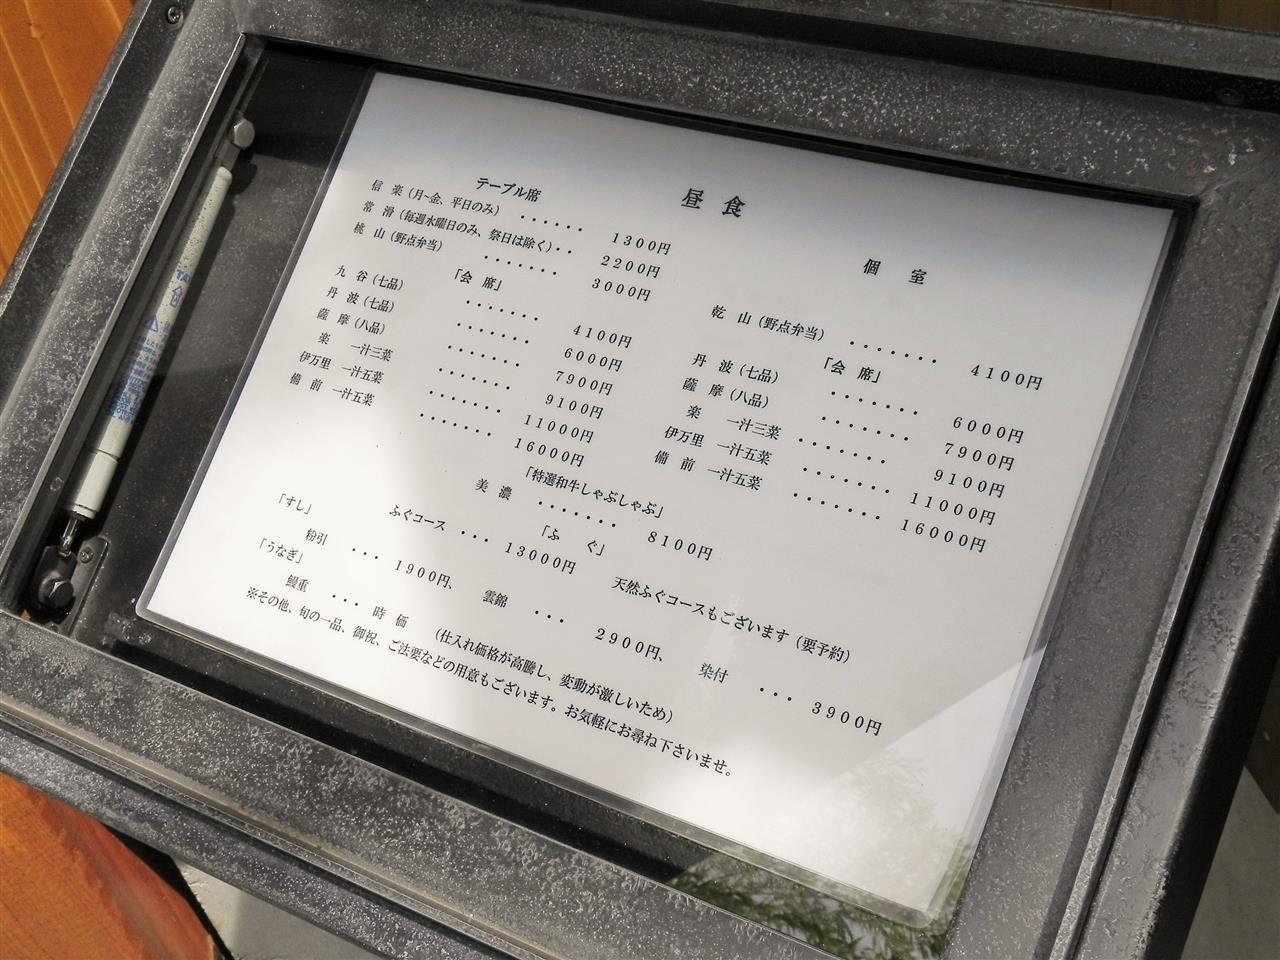 昼 食
テーブル席
信 楽（月~金、平日のみ） ・・・・・・ 1300円
常 滑（毎週水曜日のみ、祭日は除く）・・ 2200円
桃 山（野点弁当） ・・・・・・・ 3000円
「会 席」
九 谷（七品） ・・・・・・・ 4100円
丹 波（七品） ・・・・・・・ 6000円
薩 摩（八品） ・・・・・・・ 7900円
楽 一汁三菜 ・・・・・・・ 9100円
伊万里 一汁五菜 ・・・・・・・ 11000円
備 前 一汁五菜 ・・・・・・・ 16000円
個 室
乾 山（野点弁当） ・・・・・・・ 4100円
「会 席」
丹 波（七品） ・・・・・・・ 6000円
薩 摩（八品） ・・・・・・・ 7900円
楽 一汁三菜 ・・・・・・・ 9100円
伊万里 一汁五菜 ・・・・・・・ 11000円
備 前 一汁五菜 ・・・・・・・ 16000円
「特選和牛しゃぶしゃぶ」
美 濃 ・・・・・・・ 8100円
「ふ ぐ」
ふぐコース ・・・ 13000円 天然ふぐコースもございます（要予約）
「すし」
粉引 ・・・ 1900円、 雲錦 ・・・ 2900円、 染付 ・・・ 3900円
「うなぎ」
鰻重 ・・・ 時 価 （仕入れ価格が高騰し、変動が激しいため）
※その他、旬の一品、御祝、ご法要などの用意もございます。お気軽にお尋ね下さいませ。